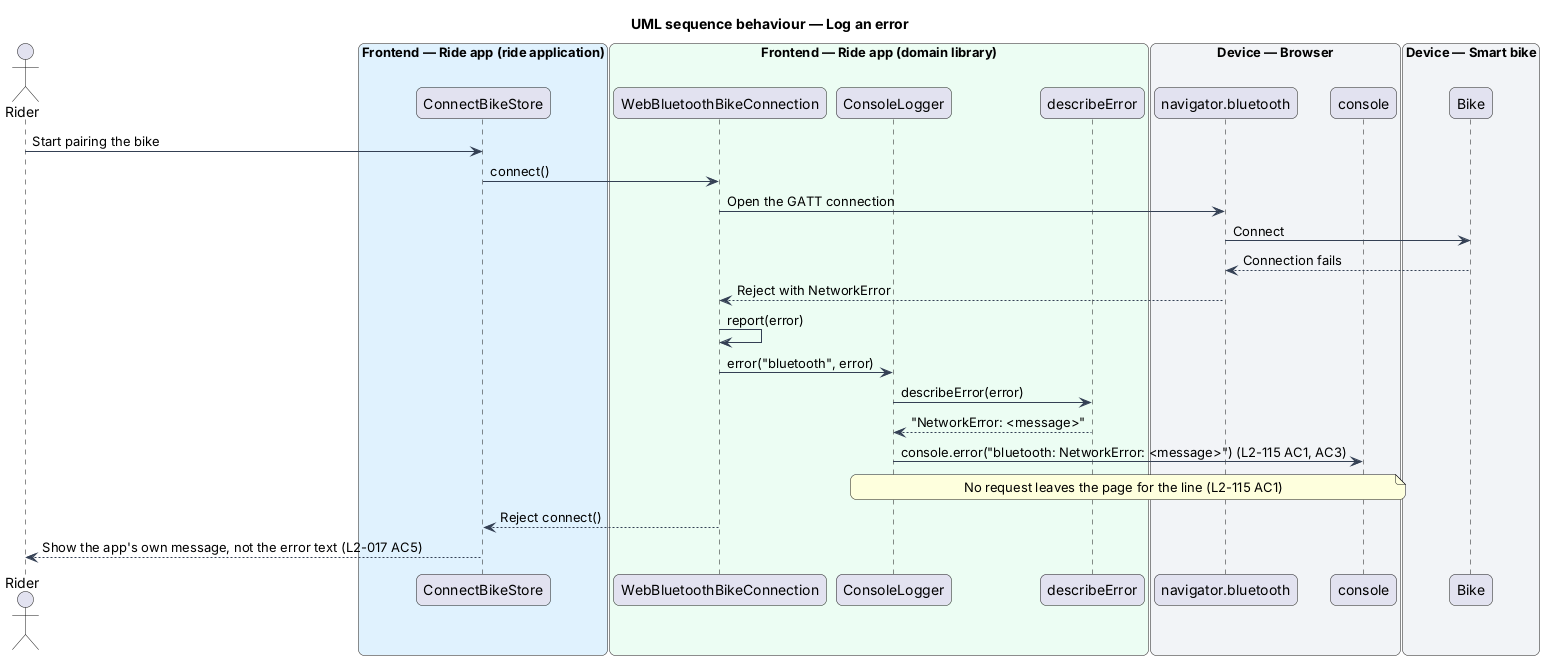 UML sequence behaviour — Log an error
Frontend — Ride app (ride application)
Frontend — Ride app (domain library)
Device — Browser
Device — Smart bike
Rider
ConnectBikeStore
WebBluetoothBikeConnection
ConsoleLogger
describeError
navigator.bluetooth
console
Bike
Start pairing the bike
connect()
Open the GATT connection
Connect
Connection fails
Reject with NetworkError
report(error)
error("bluetooth", error)
describeError(error)
"NetworkError: <message>"
console.error("bluetooth: NetworkError: <message>") (L2-115 AC1, AC3)
No request leaves the page for the line (L2-115 AC1)
Reject connect()
Show the app's own message, not the error text (L2-017 AC5)
Rider
ConnectBikeStore
WebBluetoothBikeConnection
ConsoleLogger
describeError
navigator.bluetooth
console
Bike